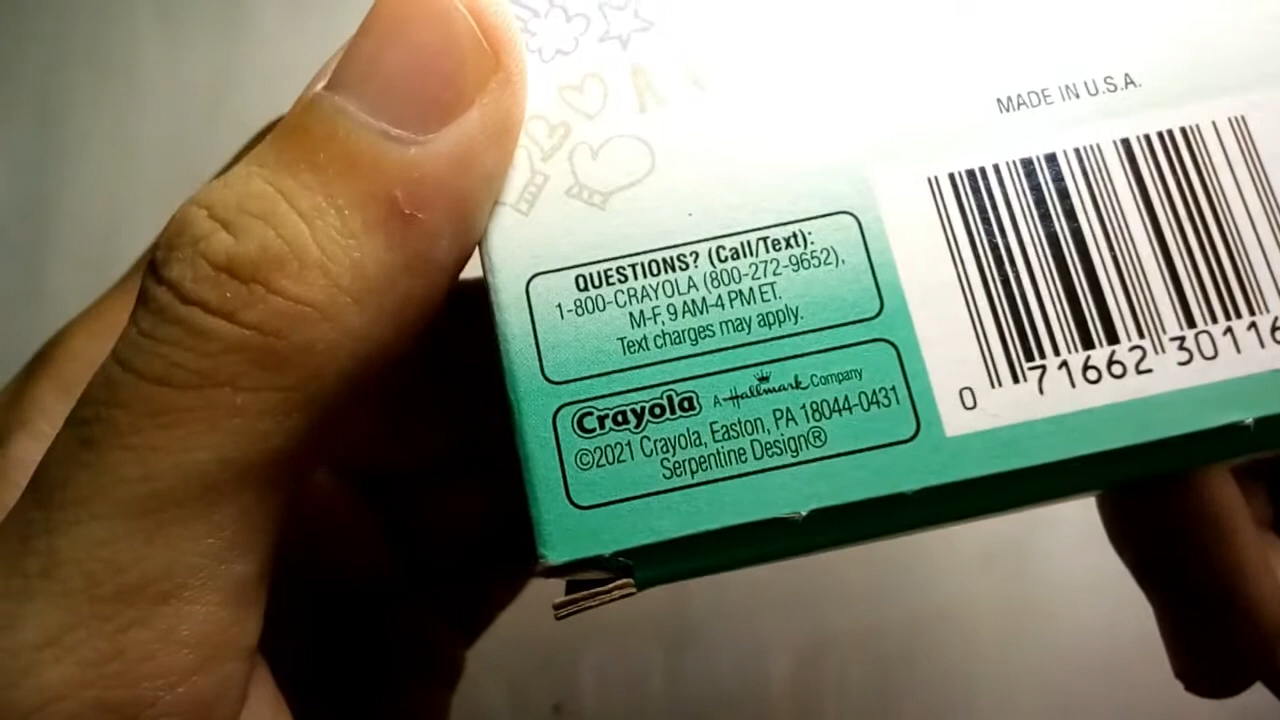 MADE IN U.S.A.
QUESTIONS? (Call/Text):
1-800-CRAYOLA (800-272-9652),
M-F, 9 AM-4 PM ET.
Text charges may apply.
Crayola A Hallmark Company
©2021 Crayola, Easton, PA 18044-0431
Serpentine Design®
0 71662 30116